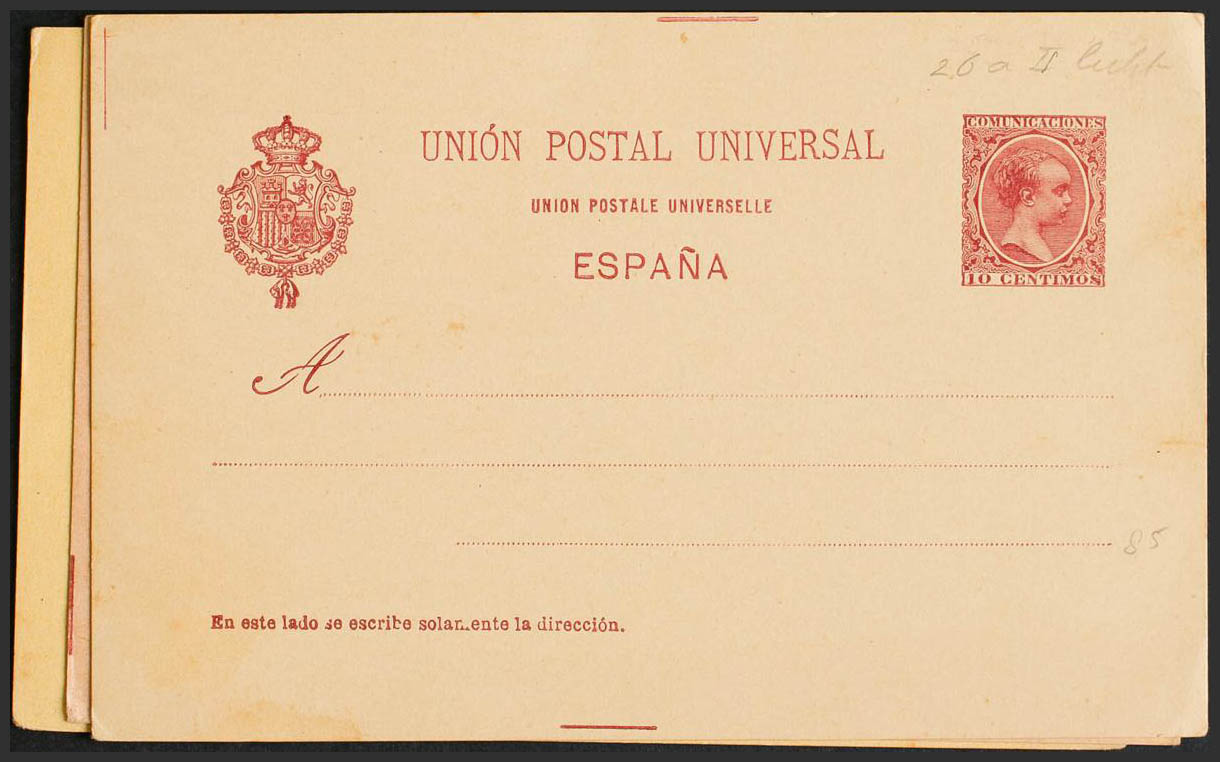 26 a II
COMUNICACIONES
UNIÓN POSTAL UNIVERSAL
UNION POSTALE UNIVERSELLE
ESPAÑA
10 CENTIMOS
A
85
En este lado se escribe solamente la dirección.